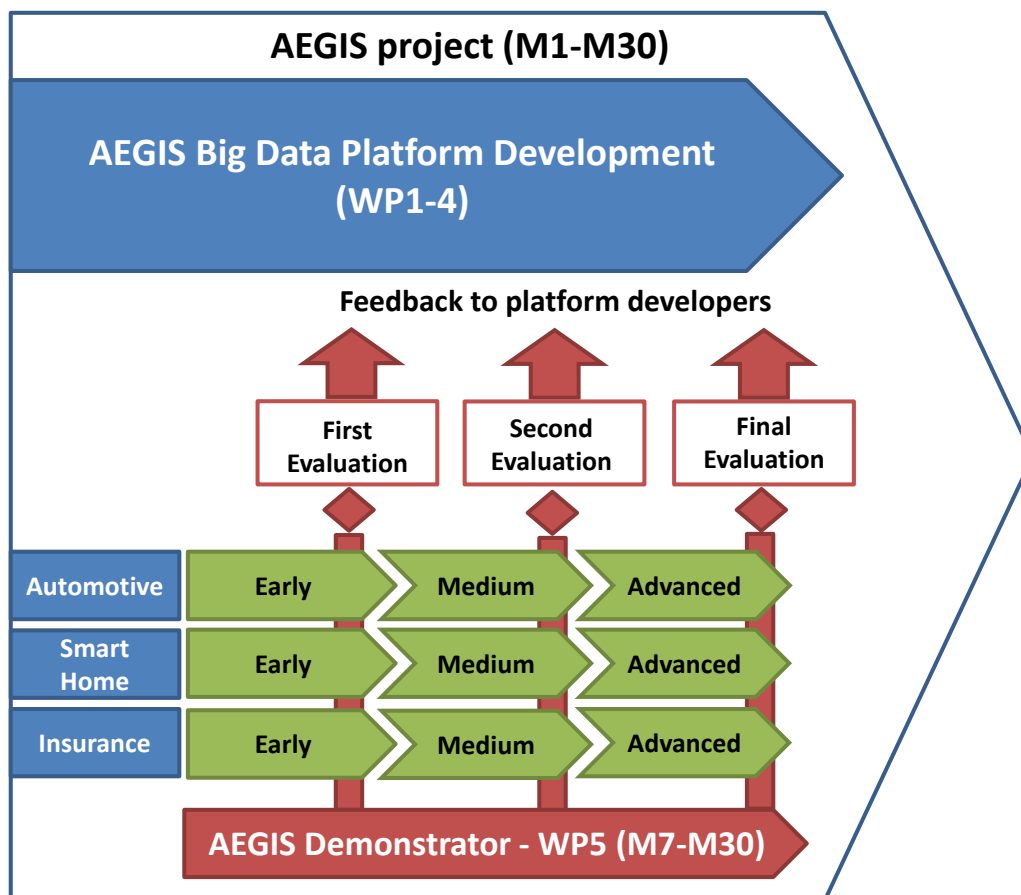 AEGIS project (M1-M30)
AEGIS Big Data Platform Development
(WP1-4)
Feedback to platform developers
First
Evaluation
Second
Evaluation
Final
Evaluation
Automotive
Early
Medium
Advanced
Smart
Home
Early
Medium
Advanced
Insurance
Early
Medium
Advanced
AEGIS Demonstrator - WP5 (M7-M30)